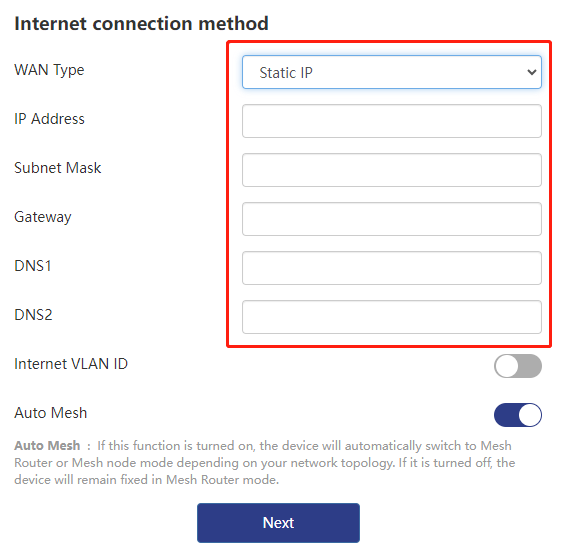 Internet connection method
WAN Type
Static IP
IP Address
Subnet Mask
Gateway
DNS1
DNS2
Internet VLAN ID
Auto Mesh
Auto Mesh : If this function is turned on, the device will automatically switch to Mesh
Router or Mesh node mode depending on your network topology. If it is turned off, the
device will remain fixed in Mesh Router mode.
Next